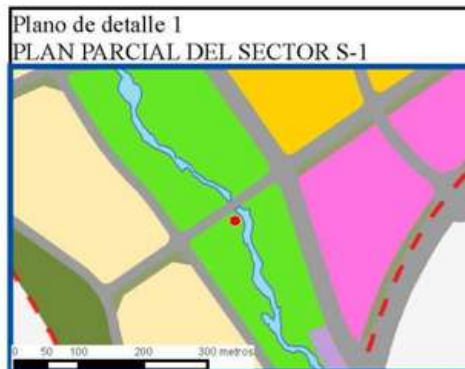 Plano de detalle 1
PLAN PARCIAL DEL SECTOR S-1
0 50 100 200 300 metros